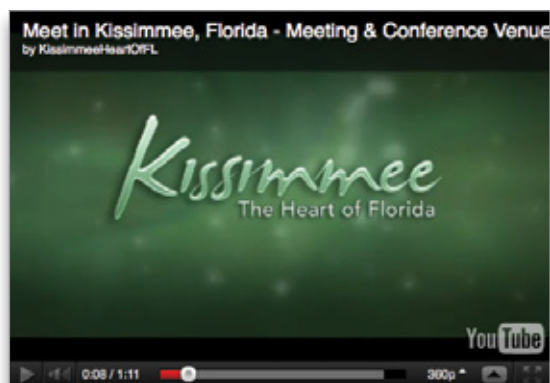 Meet in Kissimmee, Florida - Meeting & Conference Venue
by KissimmeeHeartOfFL
Kissimmee
The Heart of Florida
YouTube
0:08 / 1:11
360p